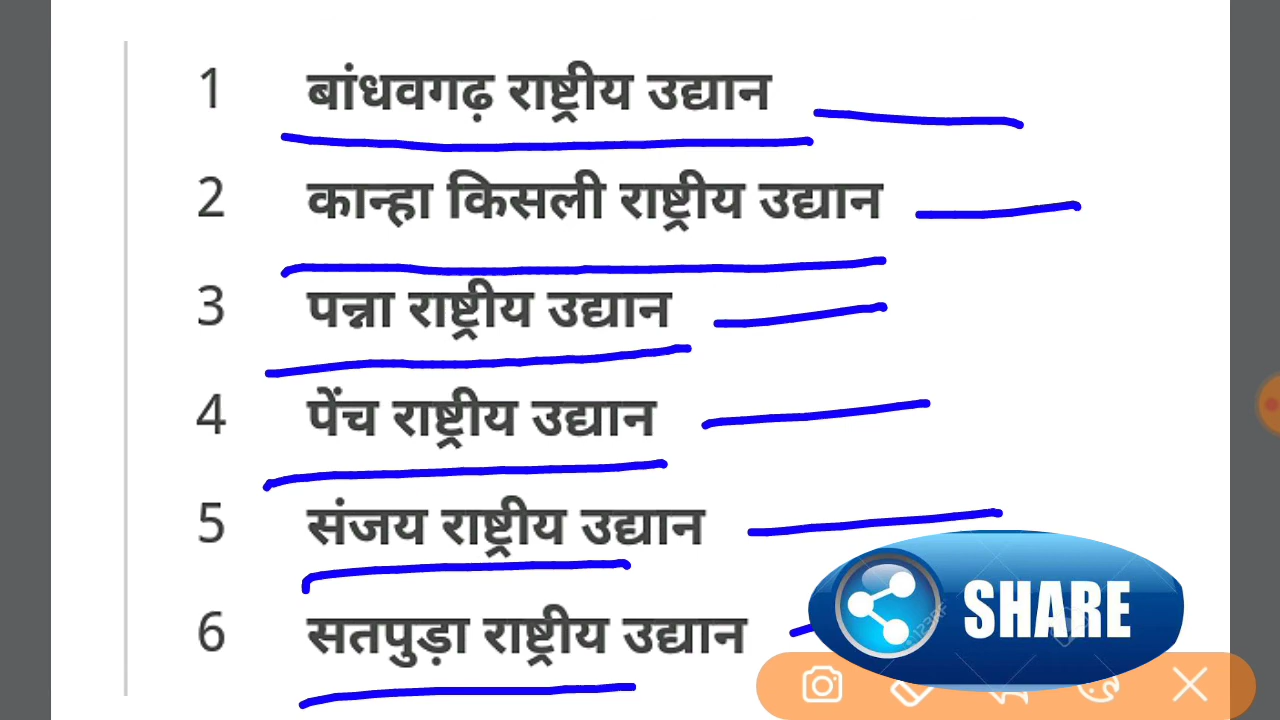 1 बांधवगढ़ राष्ट्रीय उद्यान
2 कान्हा किसली राष्ट्रीय उद्यान
3 पन्ना राष्ट्रीय उद्यान
4 पेंच राष्ट्रीय उद्यान
5 संजय राष्ट्रीय उद्यान
SHARE
6 सतपुड़ा राष्ट्रीय उद्यान